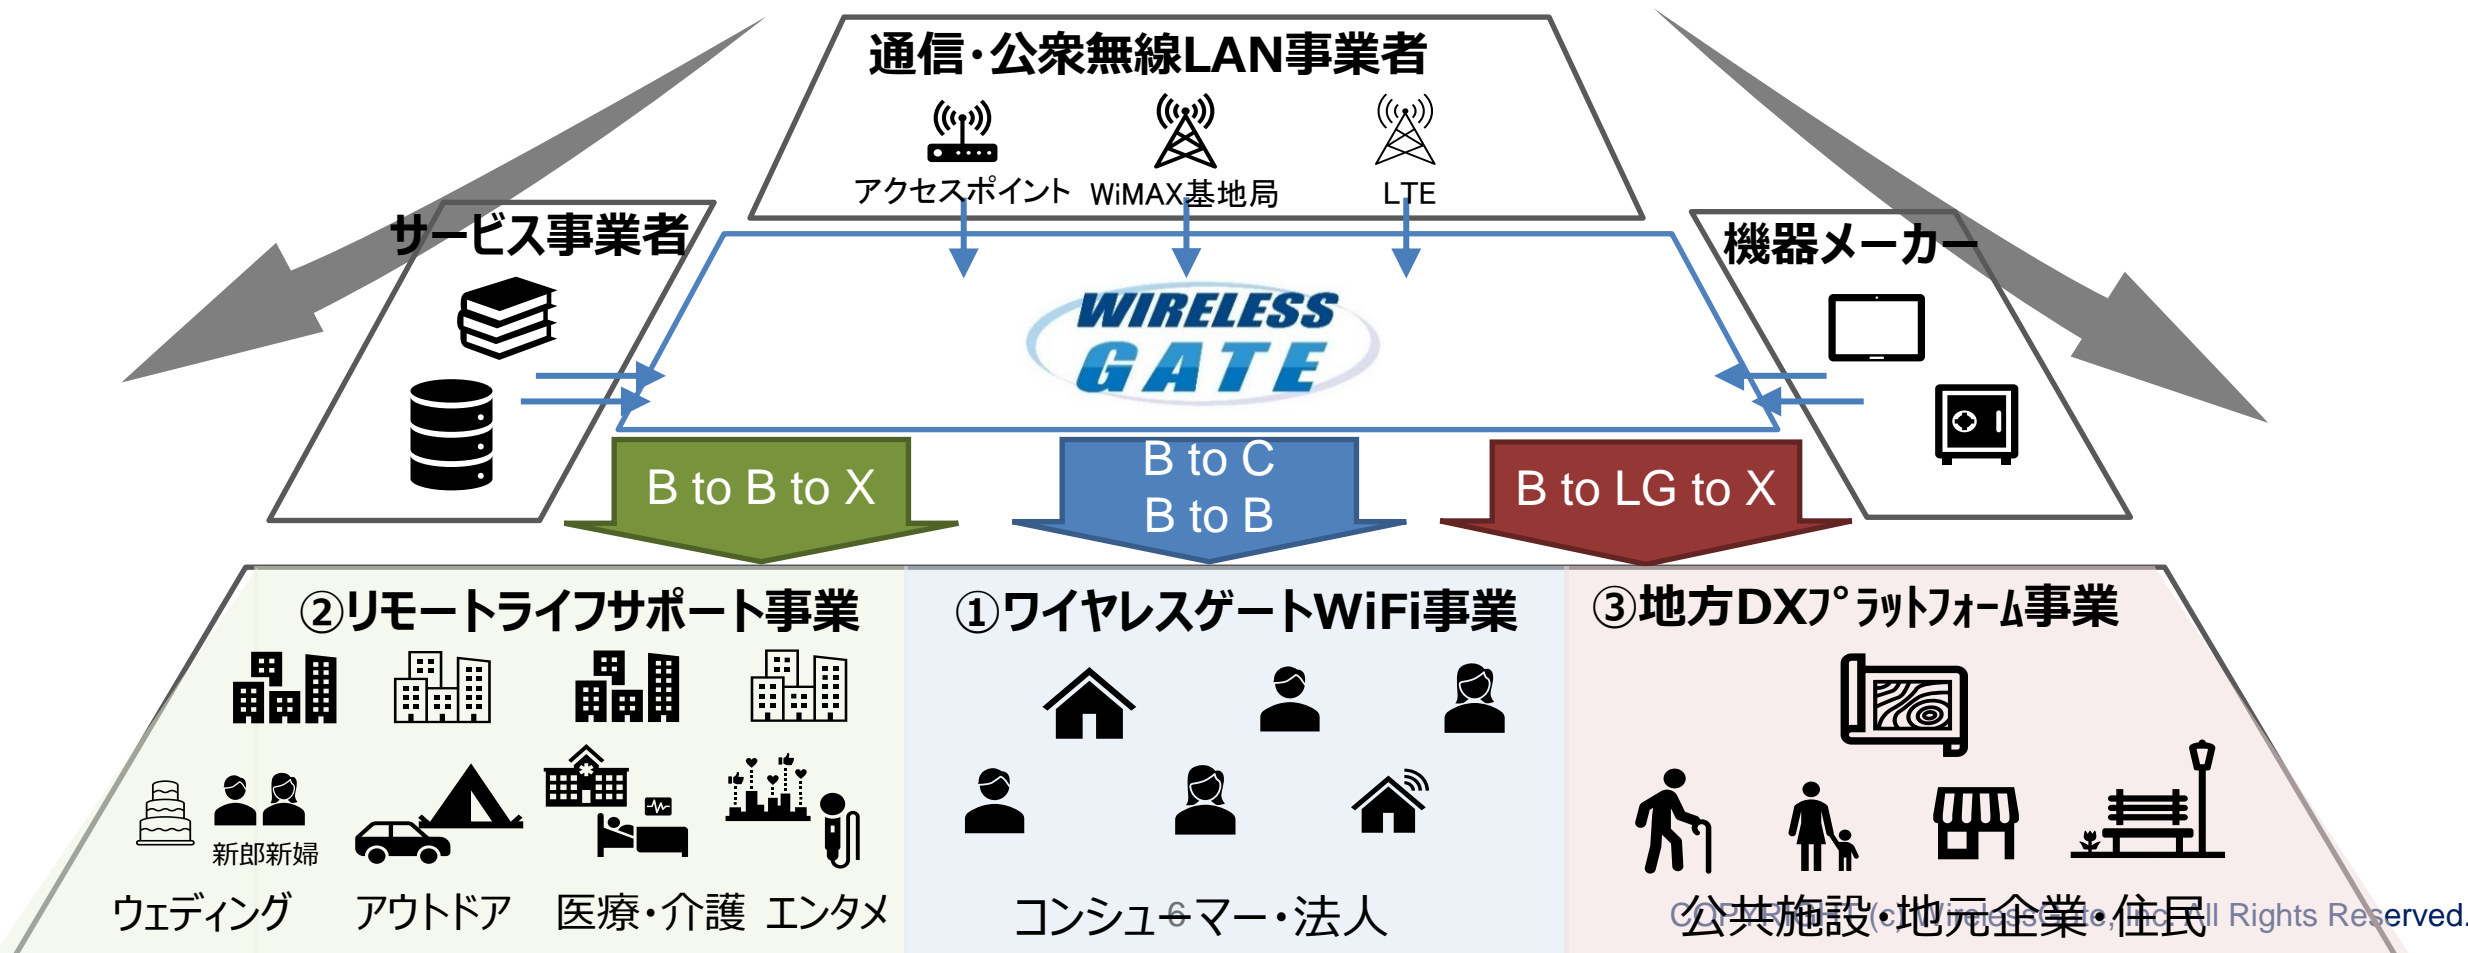 通信・公衆無線LAN事業者
アクセスポイント
WiMAX基地局
LTE
サービス事業者
機器メーカー
WIRELESS
GATE
B to B to X
B to C
B to B
B to LG to X
②リモートライフサポート事業
①ワイヤレスゲートWiFi事業
③地方DXﾌﾟﾗｯﾄﾌｫｰﾑ事業
新郎新婦
ウェディング
アウトドア
医療・介護
エンタメ
コンシューマー・法人
公共施設・地元企業・住民
6
COPYRIGHT (c) WirelessGate, Inc. All Rights Reserved.